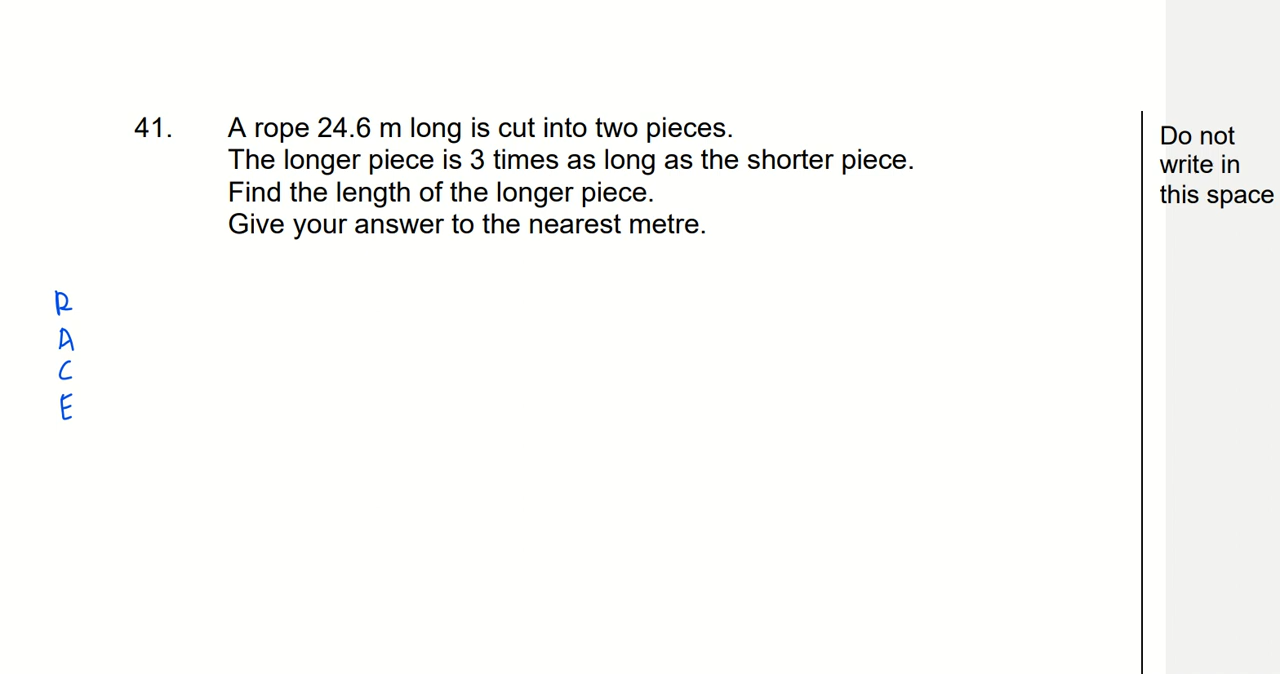 41. A rope 24.6 m long is cut into two pieces.
The longer piece is 3 times as long as the shorter piece.
Find the length of the longer piece.
Give your answer to the nearest metre.
Do not
write in
this space
R
A
C
E